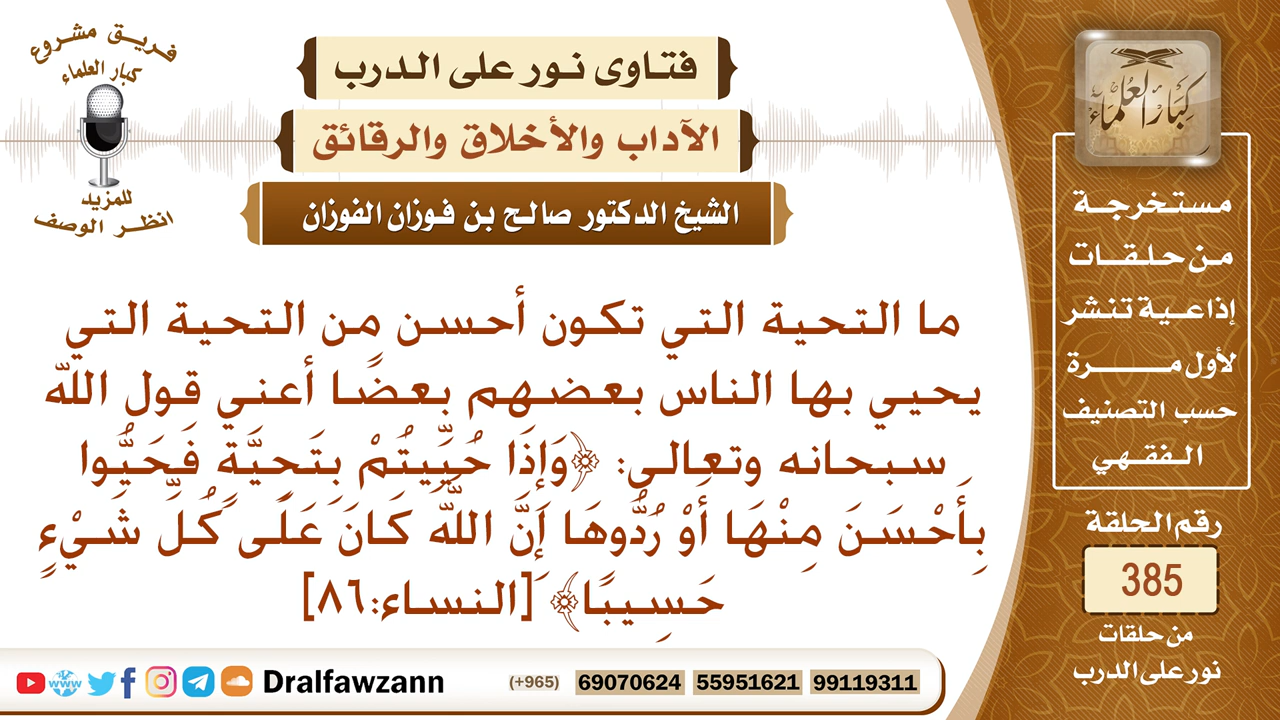 فريق مشروع
كبار العلماء
للمزيد
انظر الوصف
فتاوى نور على الدرب
الآداب والأخلاق والرقائق
الشيخ الدكتور صالح بن فوزان الفوزان
ما التحية التي تكون أحسن من التحية التي
يحيي بها الناس بعضهم بعضًا أعني قول الله
سبحانه وتعالى: ﴿وَإِذَا حُيِّيتُمْ بِتَحِيَّةٍ فَحَيُّوا
بِأَحْسَنَ مِنْهَا أَوْ رُدُّوهَا إِنَّ اللَّهَ كَانَ عَلَى كُلِّ شَيْءٍ
حَسِيبًا﴾ [النساء:٨٦]
كبار العلماء
مستخرجة
من حلقات
إذاعية تنشر
لأول مرة
حسب التصنيف
الفقهي
رقم الحلقة
385
من حلقات
نور على الدرب
Dralfawzann (+965) 69070624 55951621 99119311